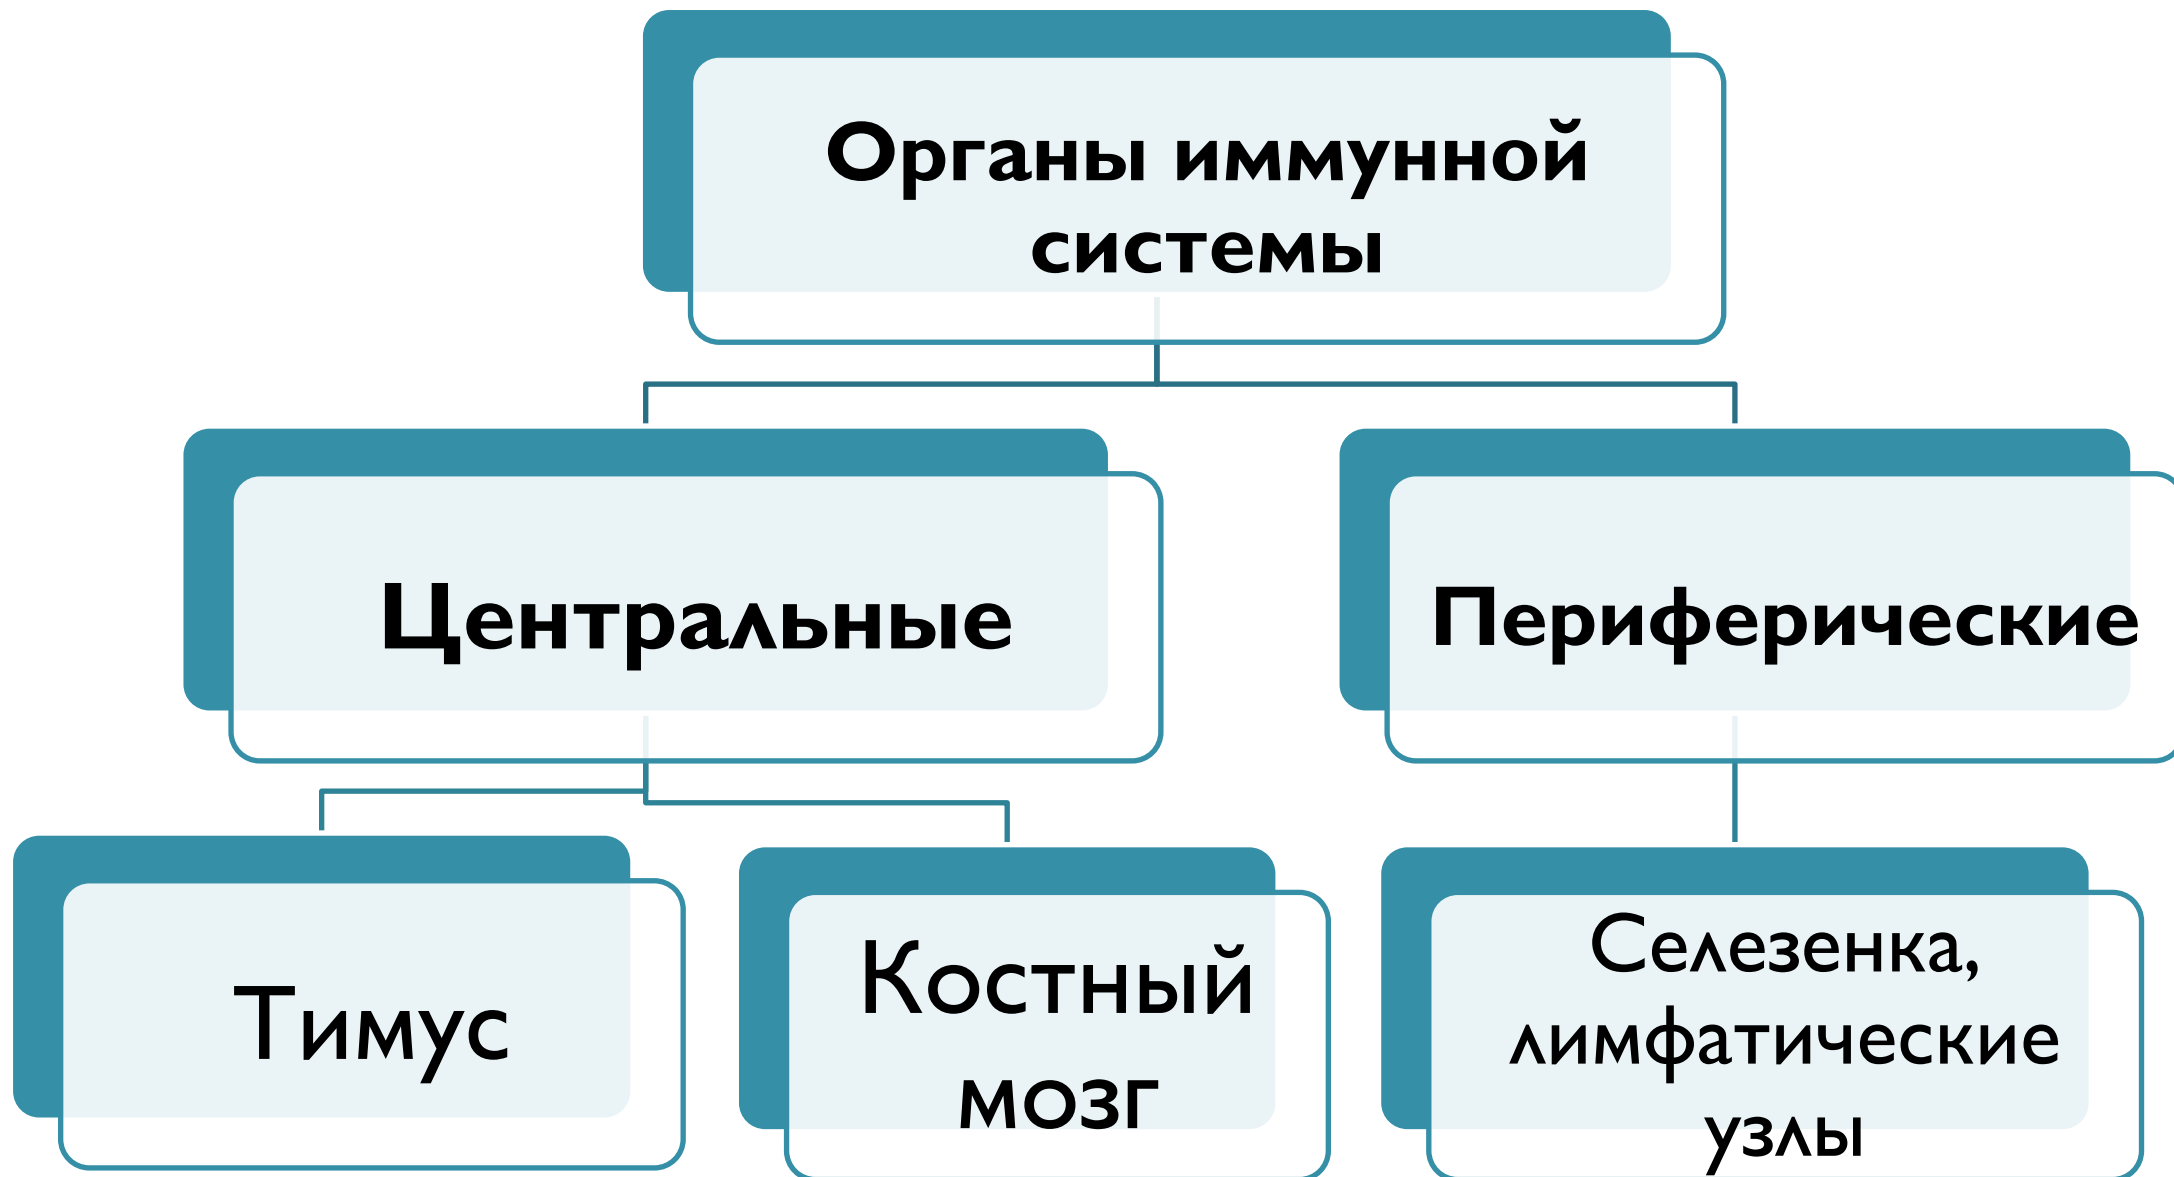 Органы иммунной
системы
Центральные
Периферические
Тимус
Костный
мозг
Селезенка,
лимфатические
узлы